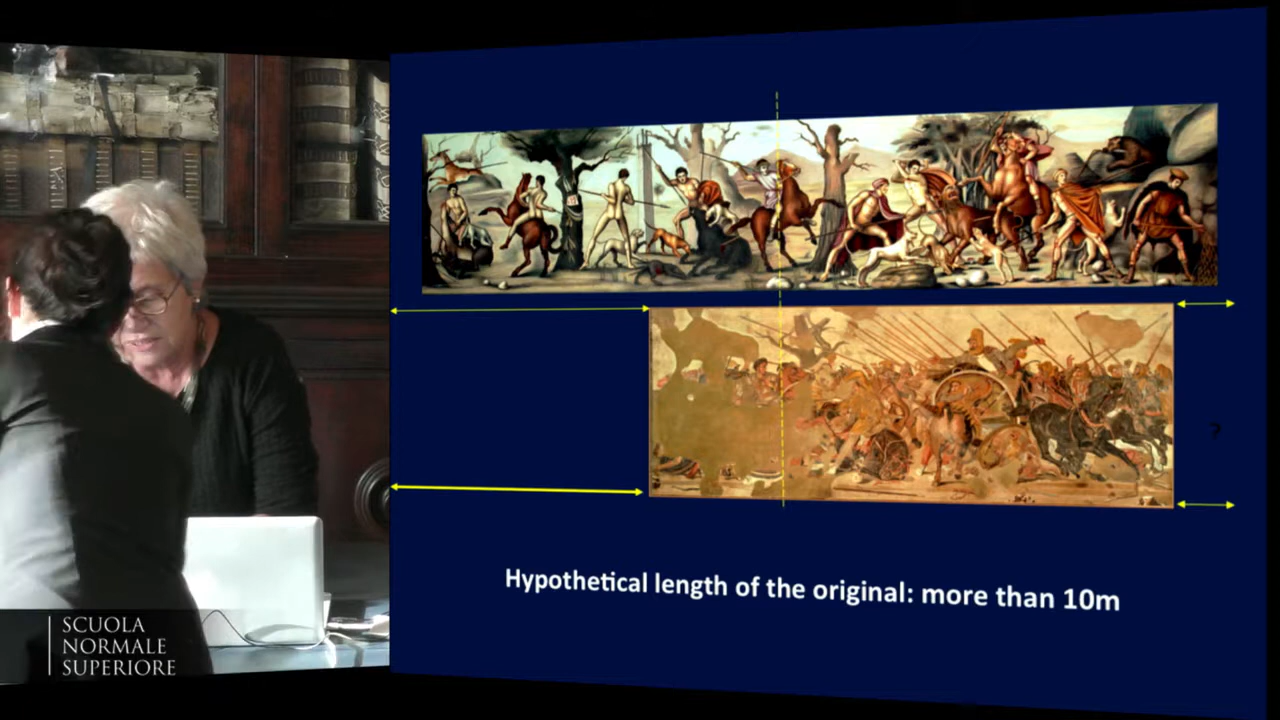 Hypothetical length of the original: more than 10m
?
SCUOLA
NORMALE
SUPERIORE